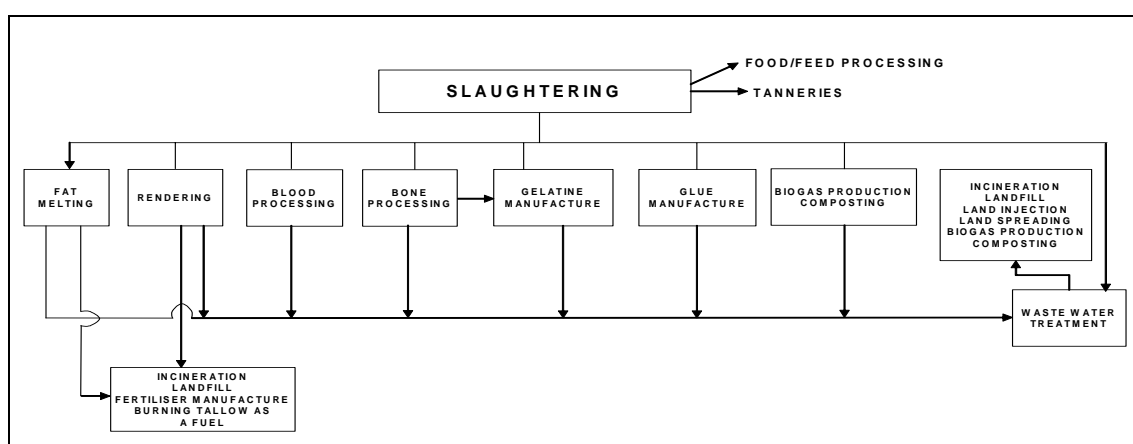 FOOD/FEED PROCESSING
SLAUGHTERING
TANNERIES
FAT
MELTING
RENDERING
BLOOD
PROCESSING
BONE
PROCESSING
GELATINE
MANUFACTURE
GLUE
MANUFACTURE
BIOGAS PRODUCTION
COMPOSTING
INCINERATION
LANDFILL
LAND INJECTION
LAND SPREADING
BIOGAS PRODUCTION
COMPOSTING
WASTE WATER
TREATMENT
INCINERATION
LANDFILL
FERTILISER MANUFACTURE
BURNING TALLOW AS
A FUEL